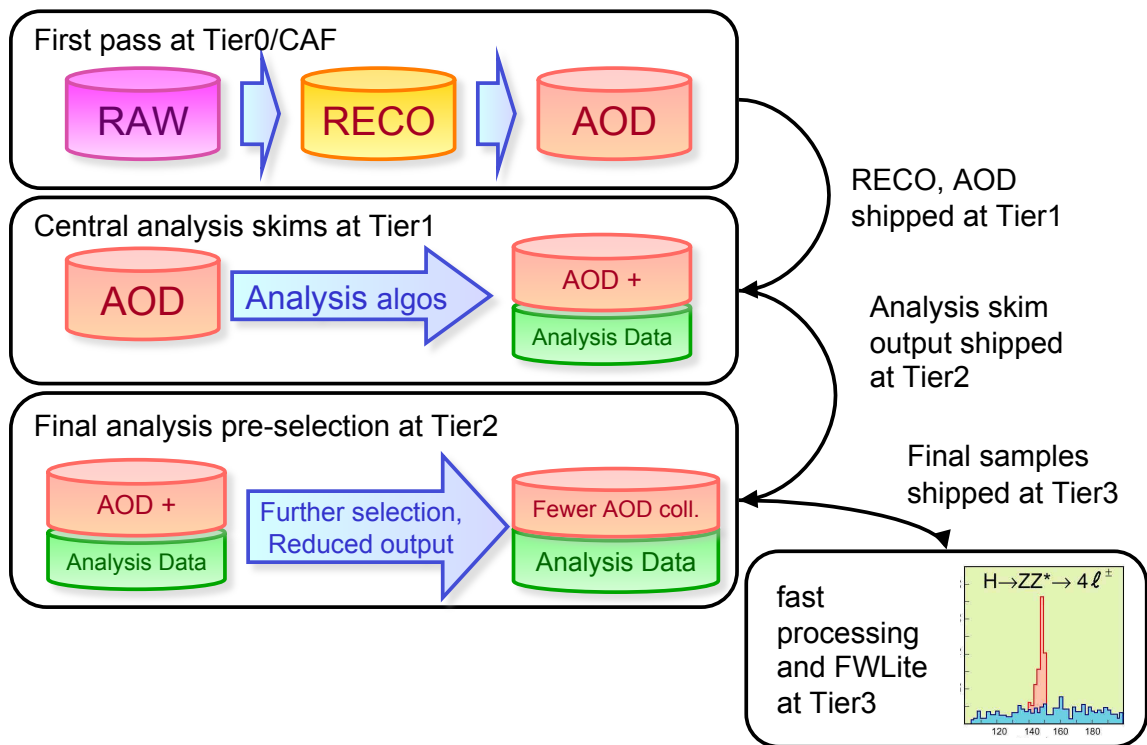 First pass at Tier0/CAF
RAW
RECO
AOD
RECO, AOD
shipped at Tier1
Central analysis skims at Tier1
AOD
Analysis algos
AOD +
Analysis Data
Analysis skim
output shipped
at Tier2
Final analysis pre-selection at Tier2
AOD +
Analysis Data
Further selection,
Reduced output
Fewer AOD coll.
Analysis Data
Final samples
shipped at Tier3
fast
processing
and FWLite
at Tier3
H→ZZ*→ 4ℓ±
120 140 160 180